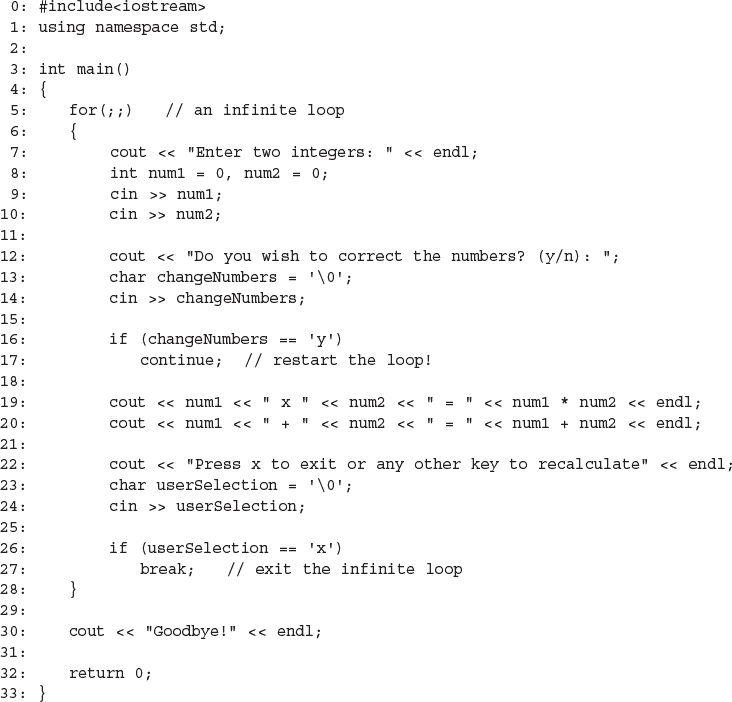 0: #include<iostream>
1: using namespace std;
2:
3: int main()
4: {
5:    for(;;)   // an infinite loop
6:    {
7:        cout << "Enter two integers: " << endl;
8:        int num1 = 0, num2 = 0;
9:        cin >> num1;
10:        cin >> num2;
11:
12:        cout << "Do you wish to correct the numbers? (y/n): ";
13:        char changeNumbers = '\0';
14:        cin >> changeNumbers;
15:
16:        if (changeNumbers == 'y')
17:           continue;  // restart the loop!
18:
19:        cout << num1 << " x " << num2 << " = " << num1 * num2 << endl;
20:        cout << num1 << " + " << num2 << " = " << num1 + num2 << endl;
21:
22:        cout << "Press x to exit or any other key to recalculate" << endl;
23:        char userSelection = '\0';
24:        cin >> userSelection;
25:
26:        if (userSelection == 'x')
27:           break;   // exit the infinite loop
28:    }
29:
30:    cout << "Goodbye!" << endl;
31:
32:    return 0;
33: }